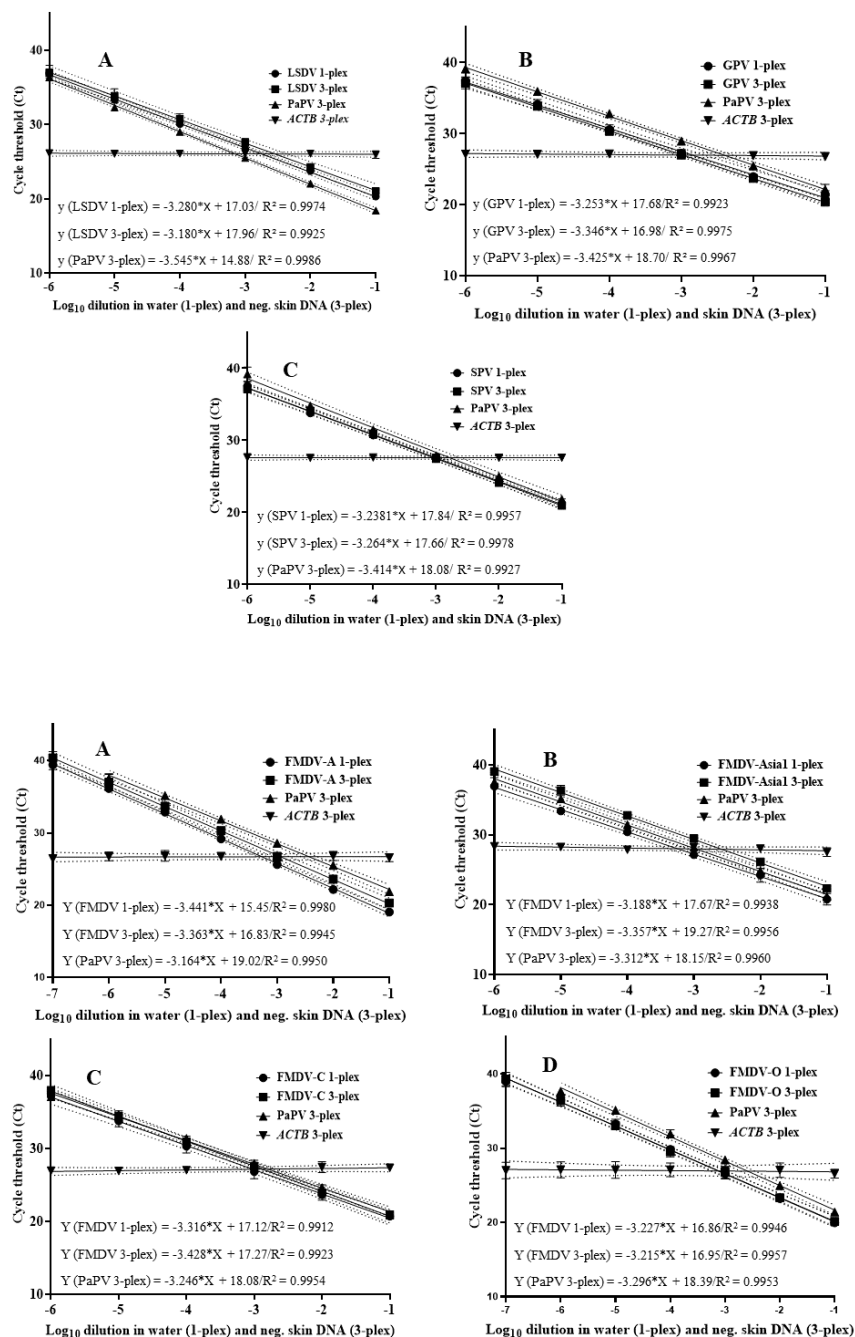 A
LSDV 1-plex
LSDV 3-plex
PaPV 3-plex
ACTB 3-plex
Cycle threshold (Ct)
40
30
20
10
y (LSDV 1-plex) = -3.280*X + 17.03/ R² = 0.9974
y (LSDV 3-plex) = -3.180*X + 17.96/ R² = 0.9925
y (PaPV 3-plex) = -3.545*X + 14.88/ R² = 0.9986
-6 -5 -4 -3 -2 -1
Log₁₀ dilution in water (1-plex) and neg. skin DNA (3-plex)
B
GPV 1-plex
GPV 3-plex
PaPV 3-plex
ACTB 3-plex
Cycle threshold (Ct)
40
30
20
10
y (GPV 1-plex) = -3.253*X + 17.68/ R² = 0.9923
y (GPV 3-plex) = -3.346*X + 16.98/ R² = 0.9975
y (PaPV 3-plex) = -3.425*X + 18.70/ R² = 0.9967
-6 -5 -4 -3 -2 -1
Log₁₀ dilution in water (1-plex) and skin DNA (3-plex)
C
SPV 1-plex
SPV 3-plex
PaPV 3-plex
ACTB 3-plex
Cycle threshold (Ct)
40
30
20
10
y (SPV 1-plex) = -3.2381*X + 17.84/ R² = 0.9957
y (SPV 3-plex) = -3.264*X + 17.66/ R² = 0.9978
y (PaPV 3-plex) = -3.414*X + 18.08/ R² = 0.9927
-6 -5 -4 -3 -2 -1
Log₁₀ dilution in water (1-plex) and skin DNA (3-plex)
A
FMDV-A 1-plex
FMDV-A 3-plex
PaPV 3-plex
ACTB 3-plex
Cycle threshold (Ct)
40
30
20
10
Y (FMDV 1-plex) = -3.441*X + 15.45/R² = 0.9980
Y (FMDV 3-plex) = -3.363*X + 16.83/R² = 0.9945
Y (PaPV 3-plex) = -3.164*X + 19.02/R² = 0.9950
-7 -6 -5 -4 -3 -2 -1
Log₁₀ dilution in water (1-plex) and neg. skin DNA (3-plex)
B
FMDV-Asia1 1-plex
FMDV-Asia1 3-plex
PaPV 3-plex
ACTB 3-plex
Cycle threshold (Ct)
40
30
20
10
Y (FMDV 1-plex) = -3.188*X + 17.67/R² = 0.9938
Y (FMDV 3-plex) = -3.357*X + 19.27/R² = 0.9956
Y (PaPV 3-plex) = -3.312*X + 18.15/R² = 0.9960
-6 -5 -4 -3 -2 -1
Log₁₀ dilution in water (1-plex) and neg. skin DNA (3-plex)
C
FMDV-C 1-plex
FMDV-C 3-plex
PaPV 3-plex
ACTB 3-plex
Cycle threshold (Ct)
40
30
20
10
Y (FMDV 1-plex) = -3.316*X + 17.12/R² = 0.9912
Y (FMDV 3-plex) = -3.428*X + 17.27/R² = 0.9923
Y (PaPV 3-plex) = -3.246*X + 18.08/R² = 0.9954
-6 -5 -4 -3 -2 -1
Log₁₀ dilution in water (1-plex) and neg. skin DNA (3-plex)
D
FMDV-O 1-plex
FMDV-O 3-plex
PaPV 3-plex
ACTB 3-plex
Cycle threshold (Ct)
40
30
20
10
Y (FMDV 1-plex) = -3.227*X + 16.86/R² = 0.9946
Y (FMDV 3-plex) = -3.215*X + 16.95/R² = 0.9957
Y (PaPV 3-plex) = -3.296*X + 18.39/R² = 0.9953
-7 -6 -5 -4 -3 -2 -1
Log₁₀ dilution in water (1-plex) and neg. skin DNA (3-plex)